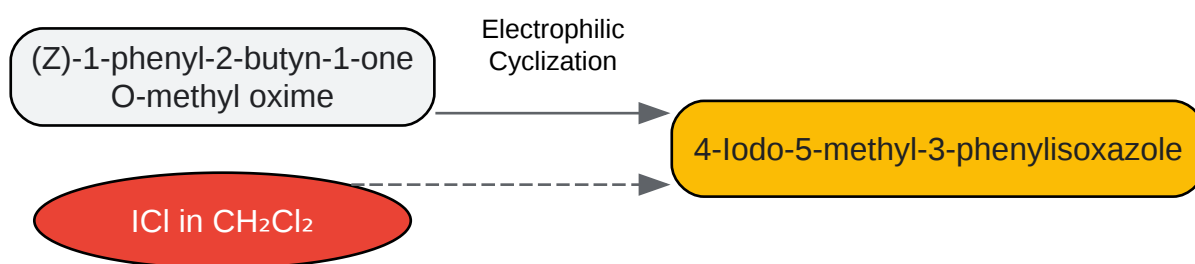 (Z)-1-phenyl-2-butyn-1-one
O-methyl oxime
Electrophilic
Cyclization
4-Iodo-5-methyl-3-phenylisoxazole
ICl in CH₂Cl₂